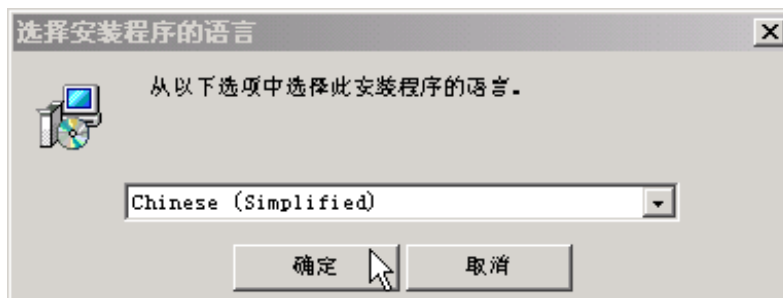 选择安装程序的语言
从以下选项中选择此安装程序的语言。
Chinese (Simplified)
确定
取消